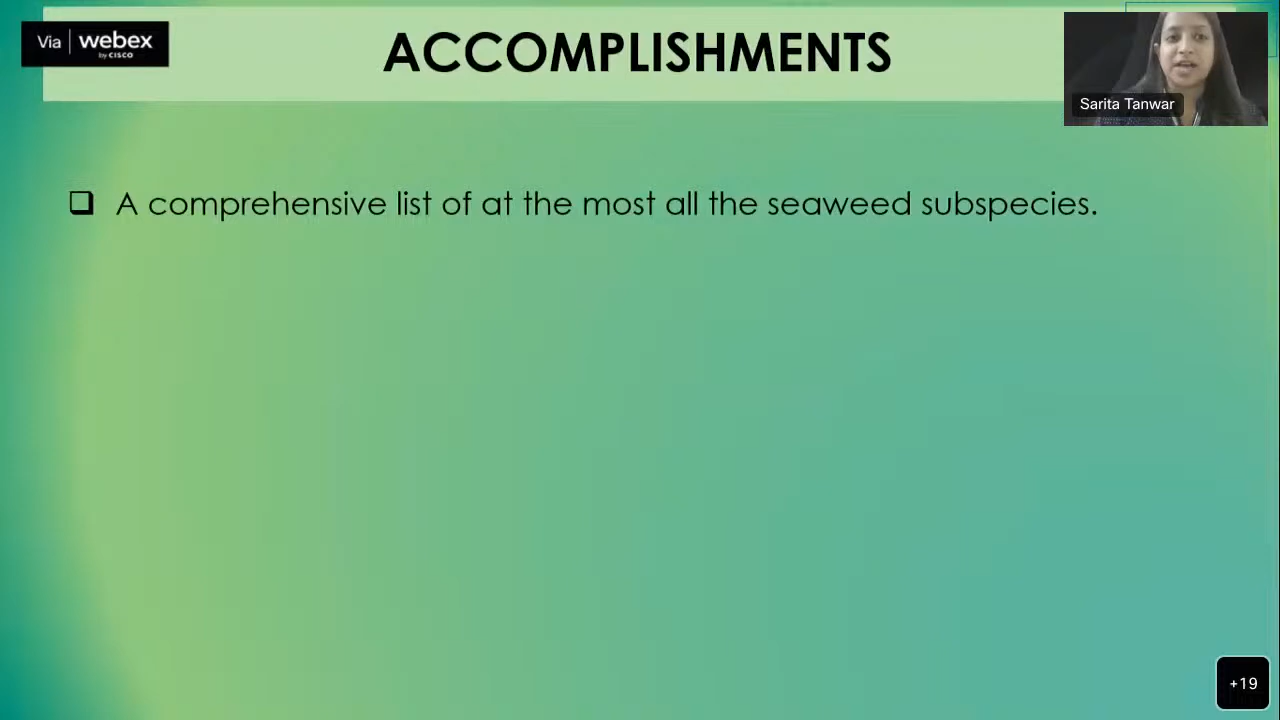 Via webex
by CISCO
ACCOMPLISHMENTS
Sarita Tanwar
A comprehensive list of at the most all the seaweed subspecies.
+19